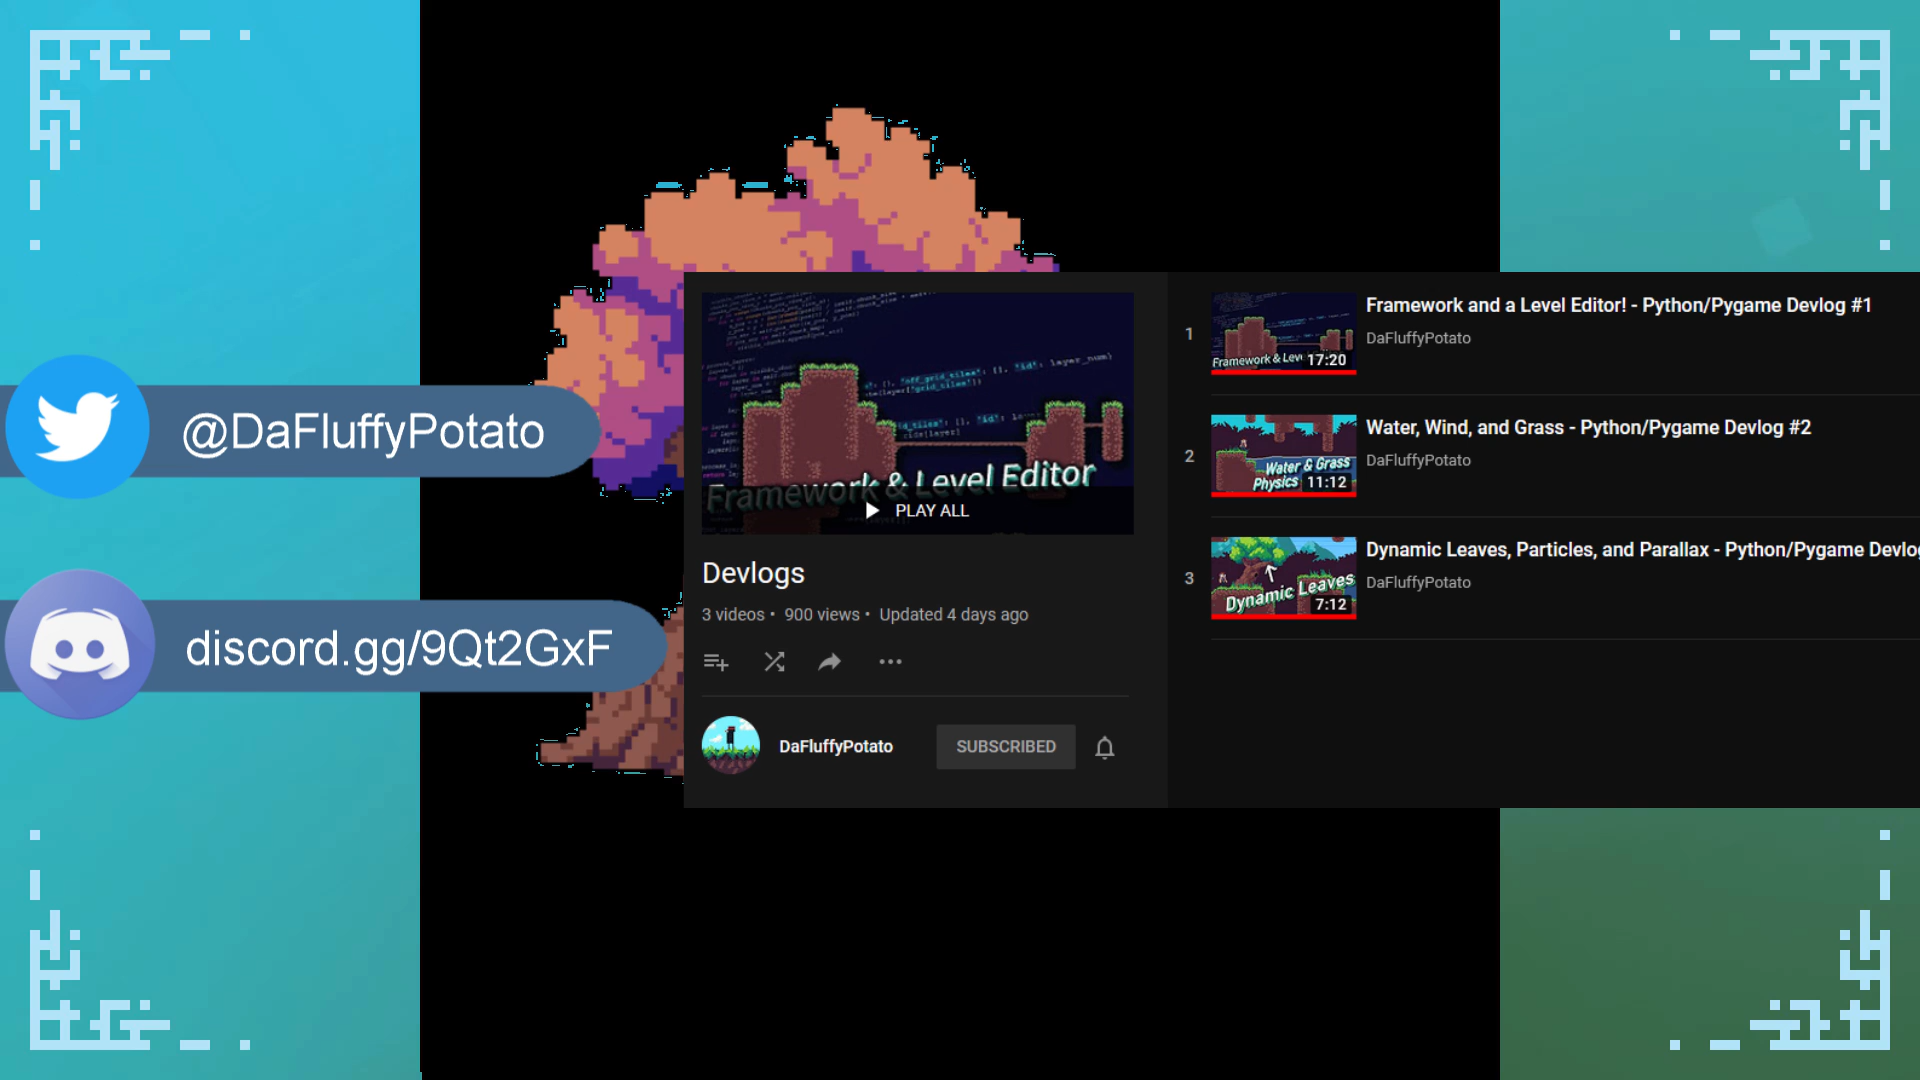 @DaFluffyPotato
discord.gg/9Qt2GxF
Framework & Level Editor
PLAY ALL
Devlogs
3 videos • 900 views • Updated 4 days ago
DaFluffyPotato
SUBSCRIBED
1
Framework & Leve
17:20
Framework and a Level Editor! - Python/Pygame Devlog #1
DaFluffyPotato
2
Water & Grass
Physics
11:12
Water, Wind, and Grass - Python/Pygame Devlog #2
DaFluffyPotato
3
Dynamic Leaves
7:12
Dynamic Leaves, Particles, and Parallax - Python/Pygame Devlog
DaFluffyPotato